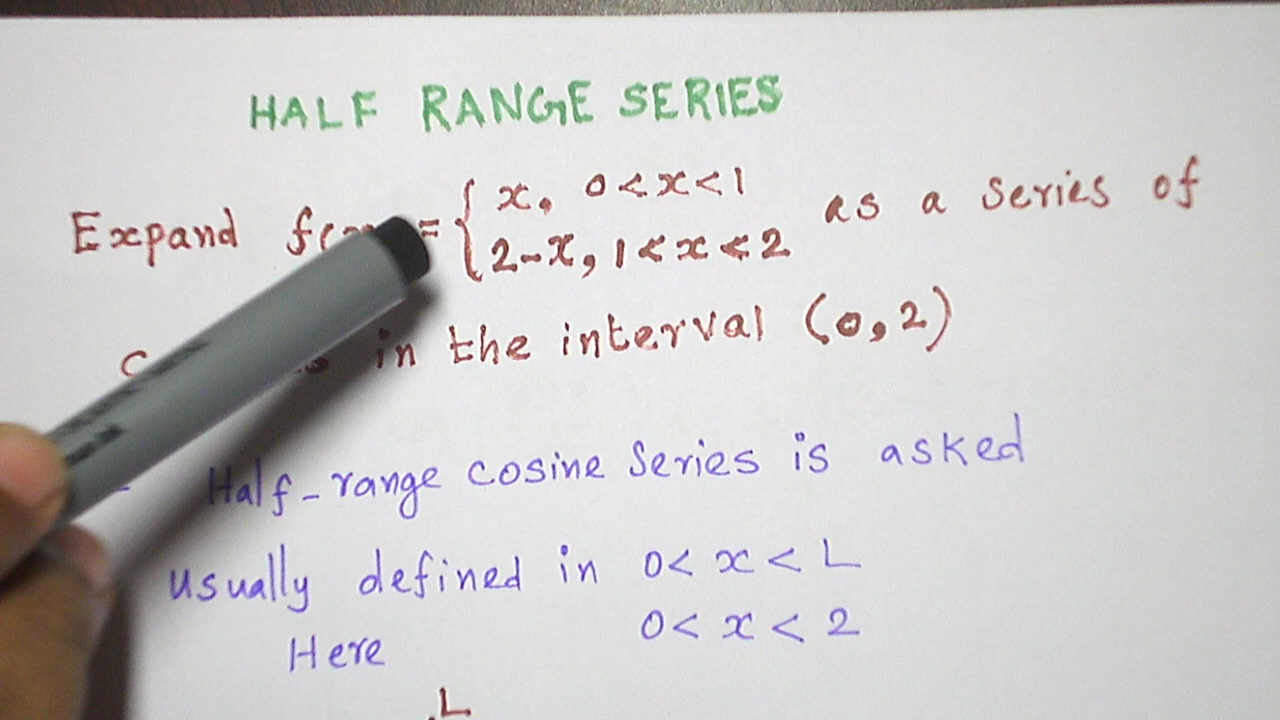 HALF RANGE SERIES
Expand = { x, 0<x<1 as a series of
2-x, 1<x<2
in the interval (0,2)
Half-range cosine Series is asked
usually defined in 0< x < L
Here 0< x < 2
L